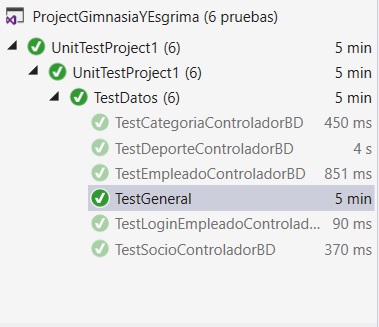 ProjectGimnasiaYEsgrima (6 pruebas)
UnitTestProject1 (6) 5 min
UnitTestProject1 (6) 5 min
TestDatos (6) 5 min
TestCategoriaControladorBD 450 ms
TestDeporteControladorBD 4 s
TestEmpleadoControladorBD 851 ms
TestGeneral 5 min
TestLoginEmpleadoControlad... 90 ms
TestSocioControladorBD 370 ms